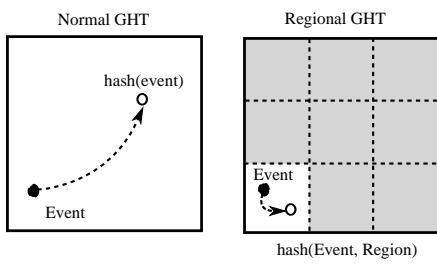 Normal GHT
hash(event)
Event
Regional GHT
Event
hash(Event, Region)